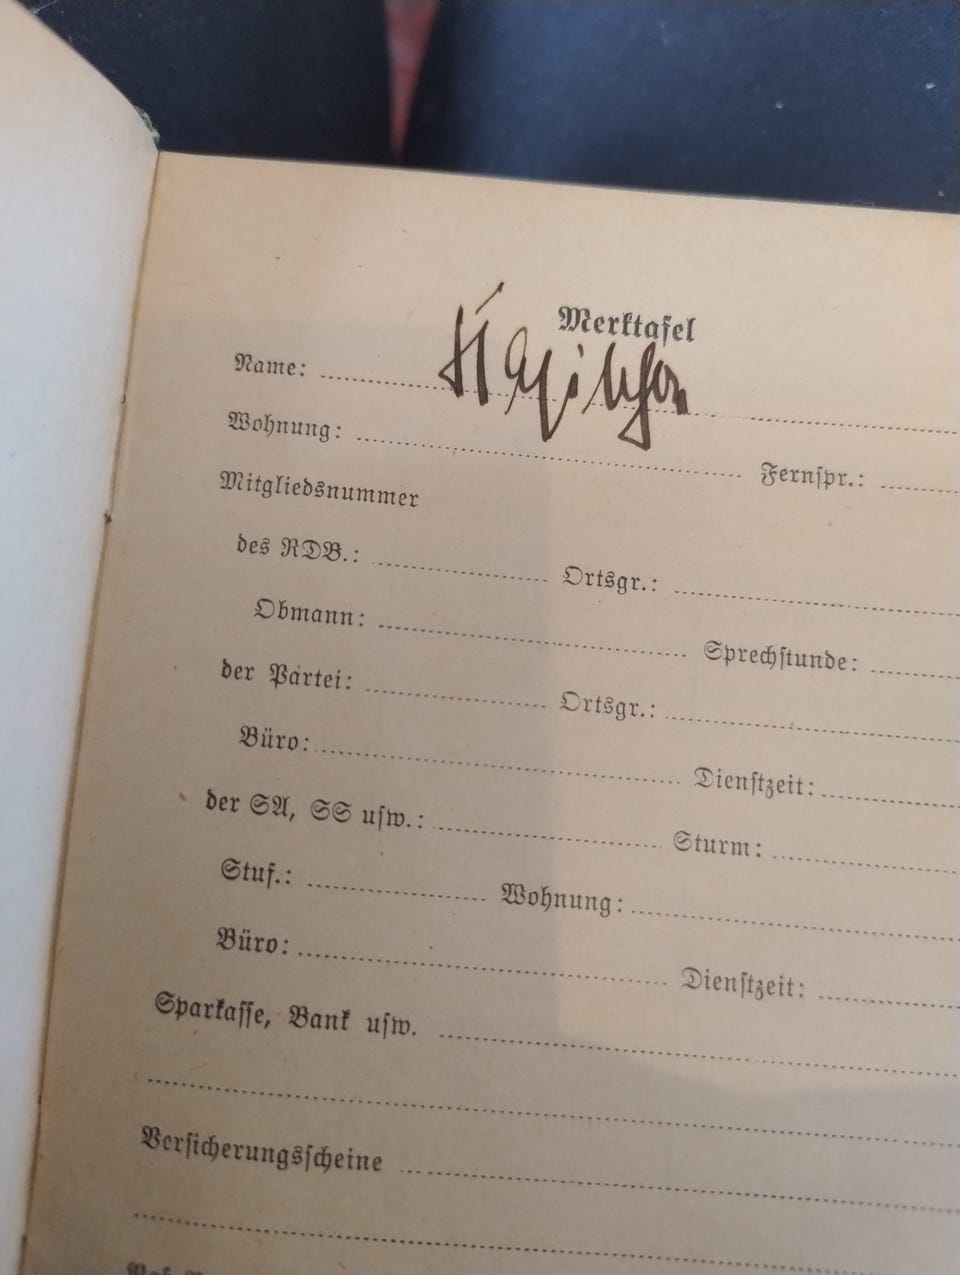 Merktafel
Name:
Wohnung: Fernspr.:
Mitgliedsnummer
des RDB.: Ortsgr.:
Obmann: Sprechstunde:
der Partei: Ortsgr.:
Büro: Dienstzeit:
der SA, SS usw.: Sturm:
Stuf.: Wohnung:
Büro: Dienstzeit:
Sparkasse, Bank usw.
Versicherungsscheine